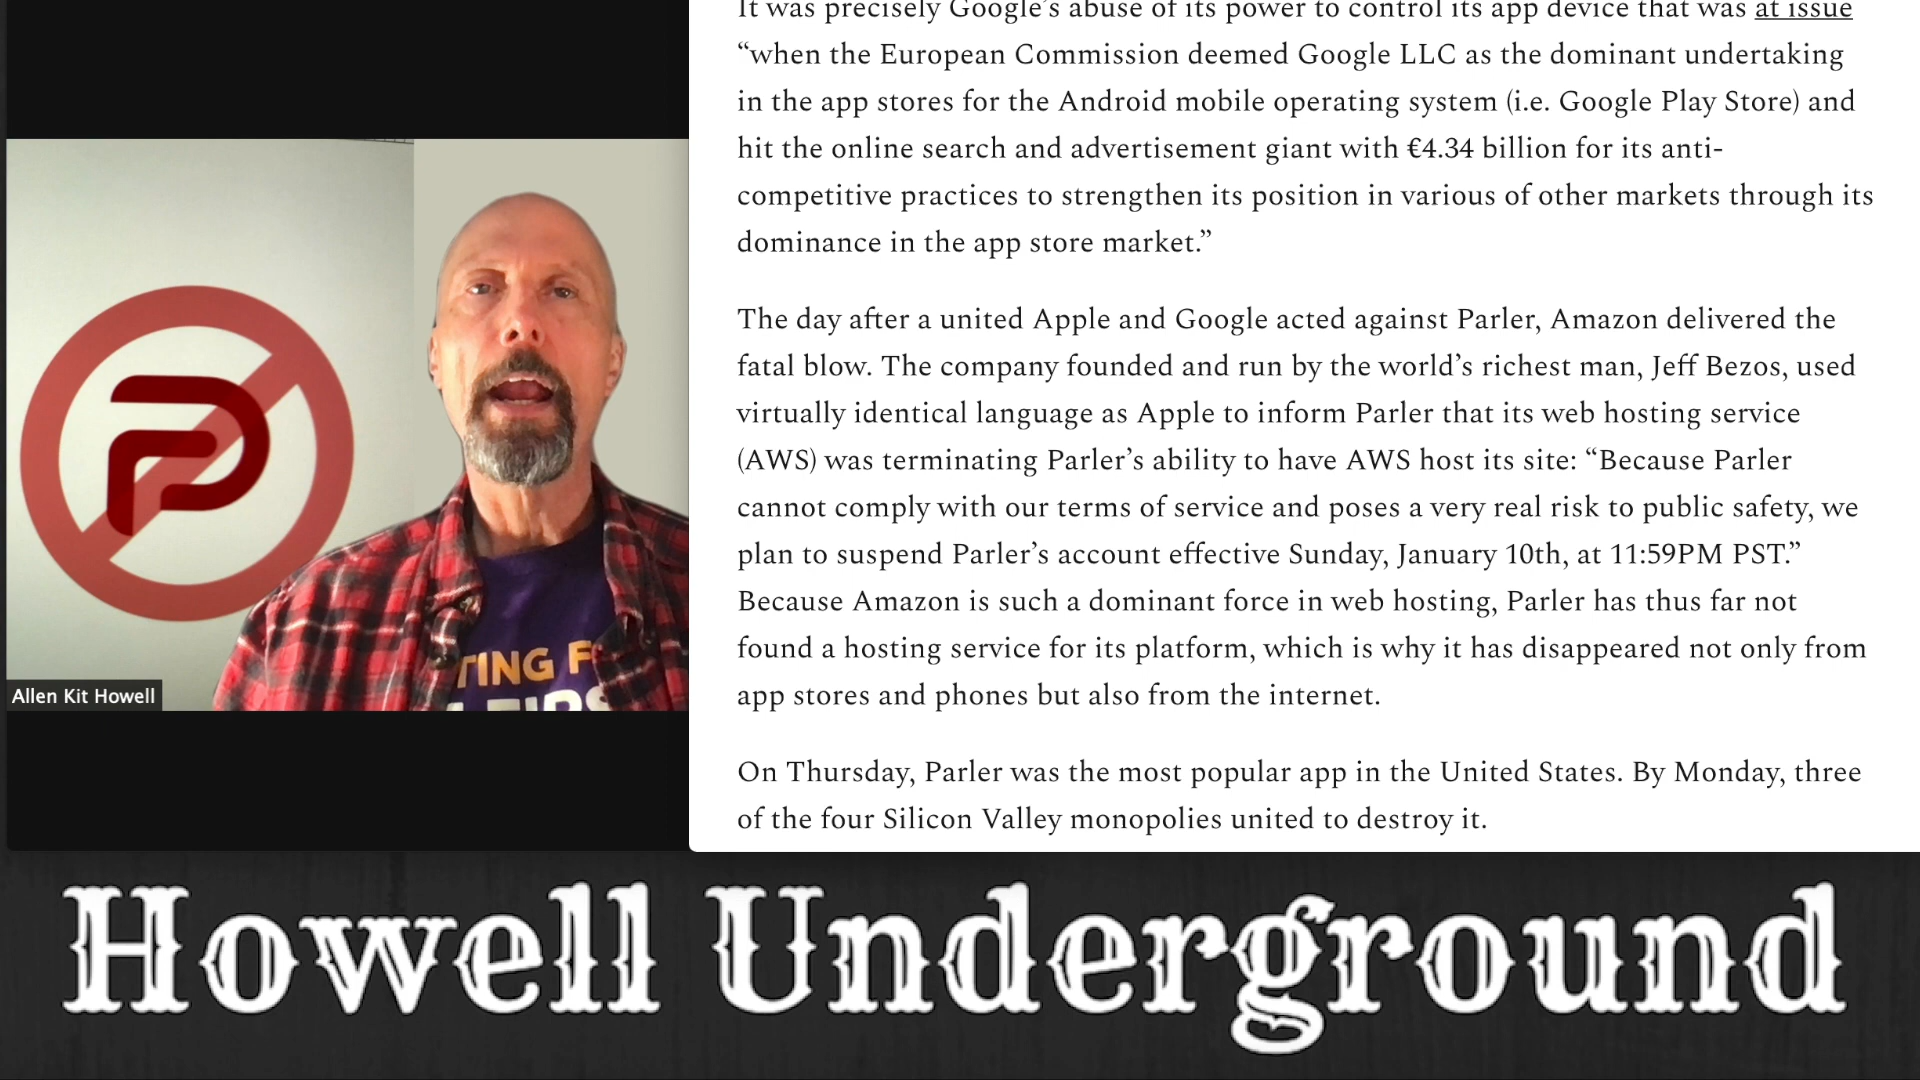 It was precisely Google’s abuse of its power to control its app device that was at issue
“when the European Commission deemed Google LLC as the dominant undertaking
in the app stores for the Android mobile operating system (i.e. Google Play Store) and
hit the online search and advertisement giant with €4.34 billion for its anti-
competitive practices to strengthen its position in various of other markets through its
dominance in the app store market.”
The day after a united Apple and Google acted against Parler, Amazon delivered the
fatal blow. The company founded and run by the world’s richest man, Jeff Bezos, used
virtually identical language as Apple to inform Parler that its web hosting service
(AWS) was terminating Parler’s ability to have AWS host its site: “Because Parler
cannot comply with our terms of service and poses a very real risk to public safety, we
plan to suspend Parler’s account effective Sunday, January 10th, at 11:59PM PST.”
Because Amazon is such a dominant force in web hosting, Parler has thus far not
found a hosting service for its platform, which is why it has disappeared not only from
app stores and phones but also from the internet.
On Thursday, Parler was the most popular app in the United States. By Monday, three
of the four Silicon Valley monopolies united to destroy it.
TING F
Allen Kit Howell
Howell Underground